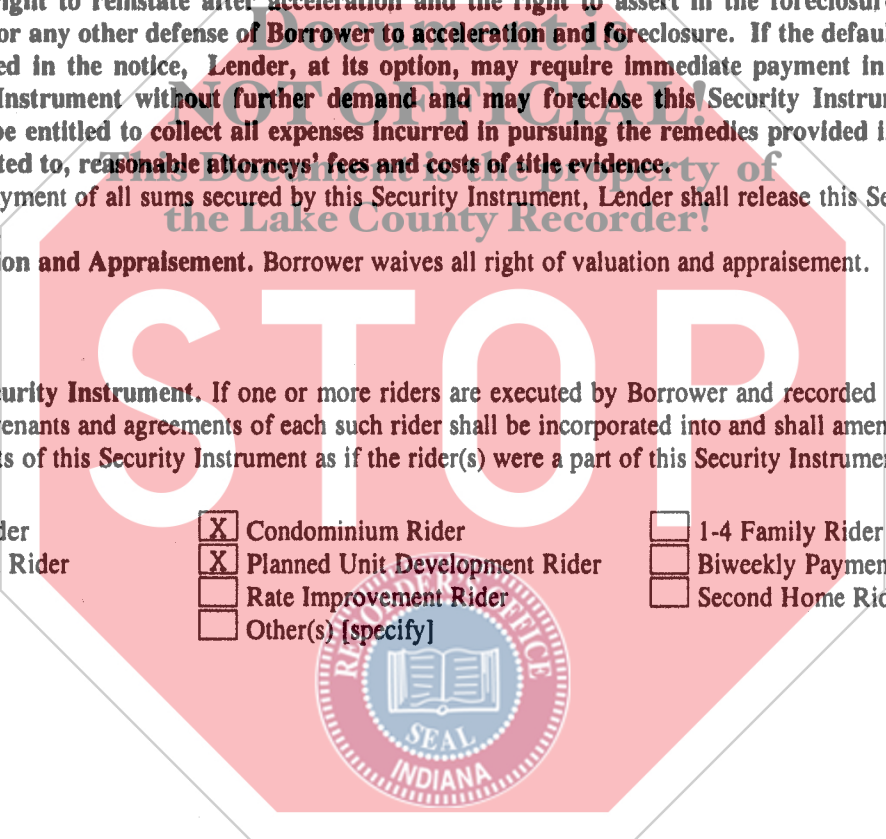 right to reinstate after acceleration and the right to assert in the foreclosure
or any other defense of Borrower to acceleration and foreclosure. If the defaul
ed in the notice, Lender, at its option, may require immediate payment in
Instrument without further demand and may foreclose this Security Instrum
be entitled to collect all expenses incurred in pursuing the remedies provided i
ted to, reasonable attorneys' fees and costs of title evidence.
yment of all sums secured by this Security Instrument, Lender shall release this Se
Document is
NOT OFFICIAL!
This Document is the property of
the Lake County Recorder!
ion and Appraisement. Borrower waives all right of valuation and appraisement.
STOP
curity Instrument. If one or more riders are executed by Borrower and recorded
enants and agreements of each such rider shall be incorporated into and shall amen
ts of this Security Instrument as if the rider(s) were a part of this Security Instrume
der X Condominium Rider 1-4 Family Rider
Rider X Planned Unit Development Rider Biweekly Paymen
Rate Improvement Rider Second Home Rid
Other(s) [specify]
RECORDER'S OFFICE
SEAL
INDIANA